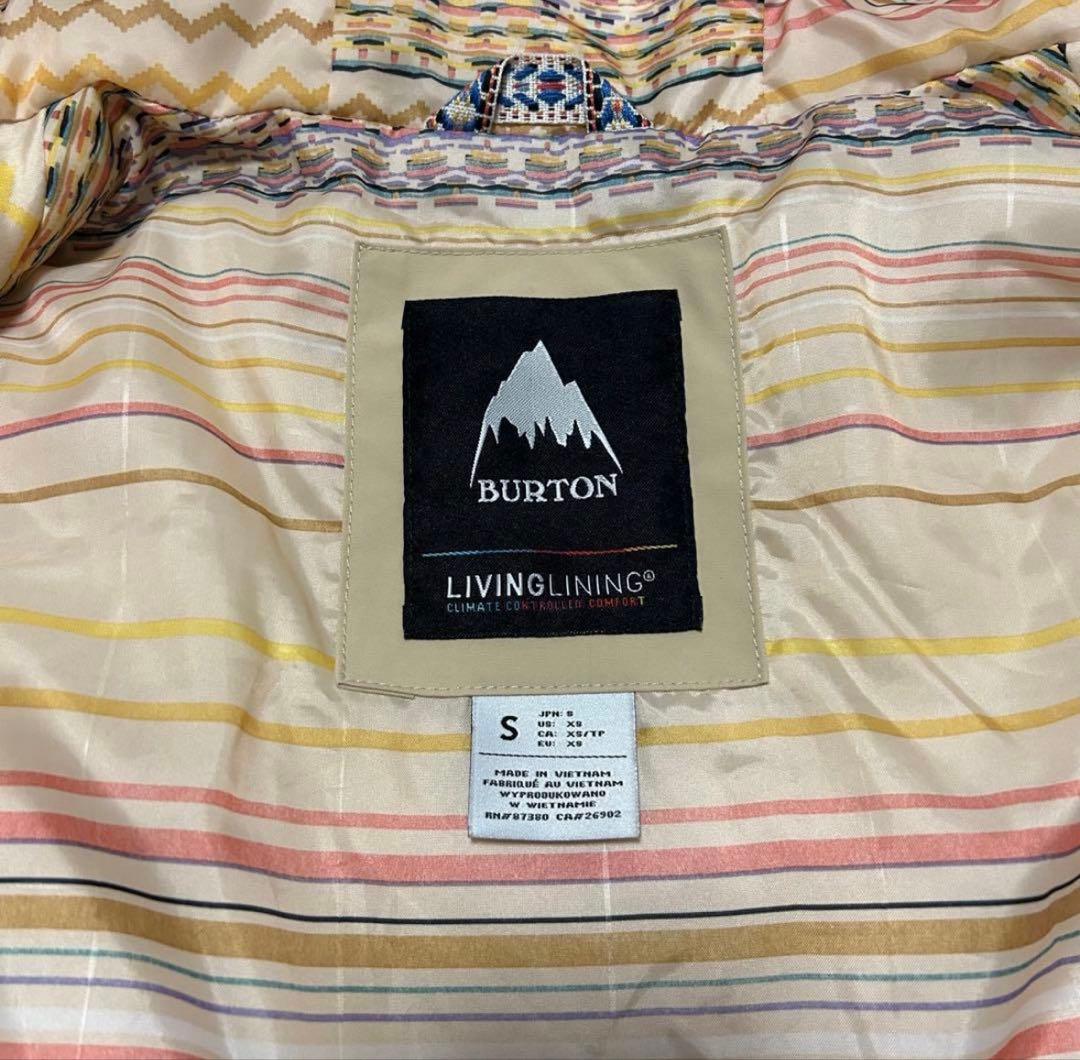 BURTON
LIVINGLINING®
CLIMATE CONTROLLED COMFORT
S
JPN: S
US: XS
CA: XS/TP
EU: XS
MADE IN VIETNAM
FABRIQUÉ AU VIETNAM
WYPRODUKOWANO
W WIETNAMIE
RN#87380 CA#26902